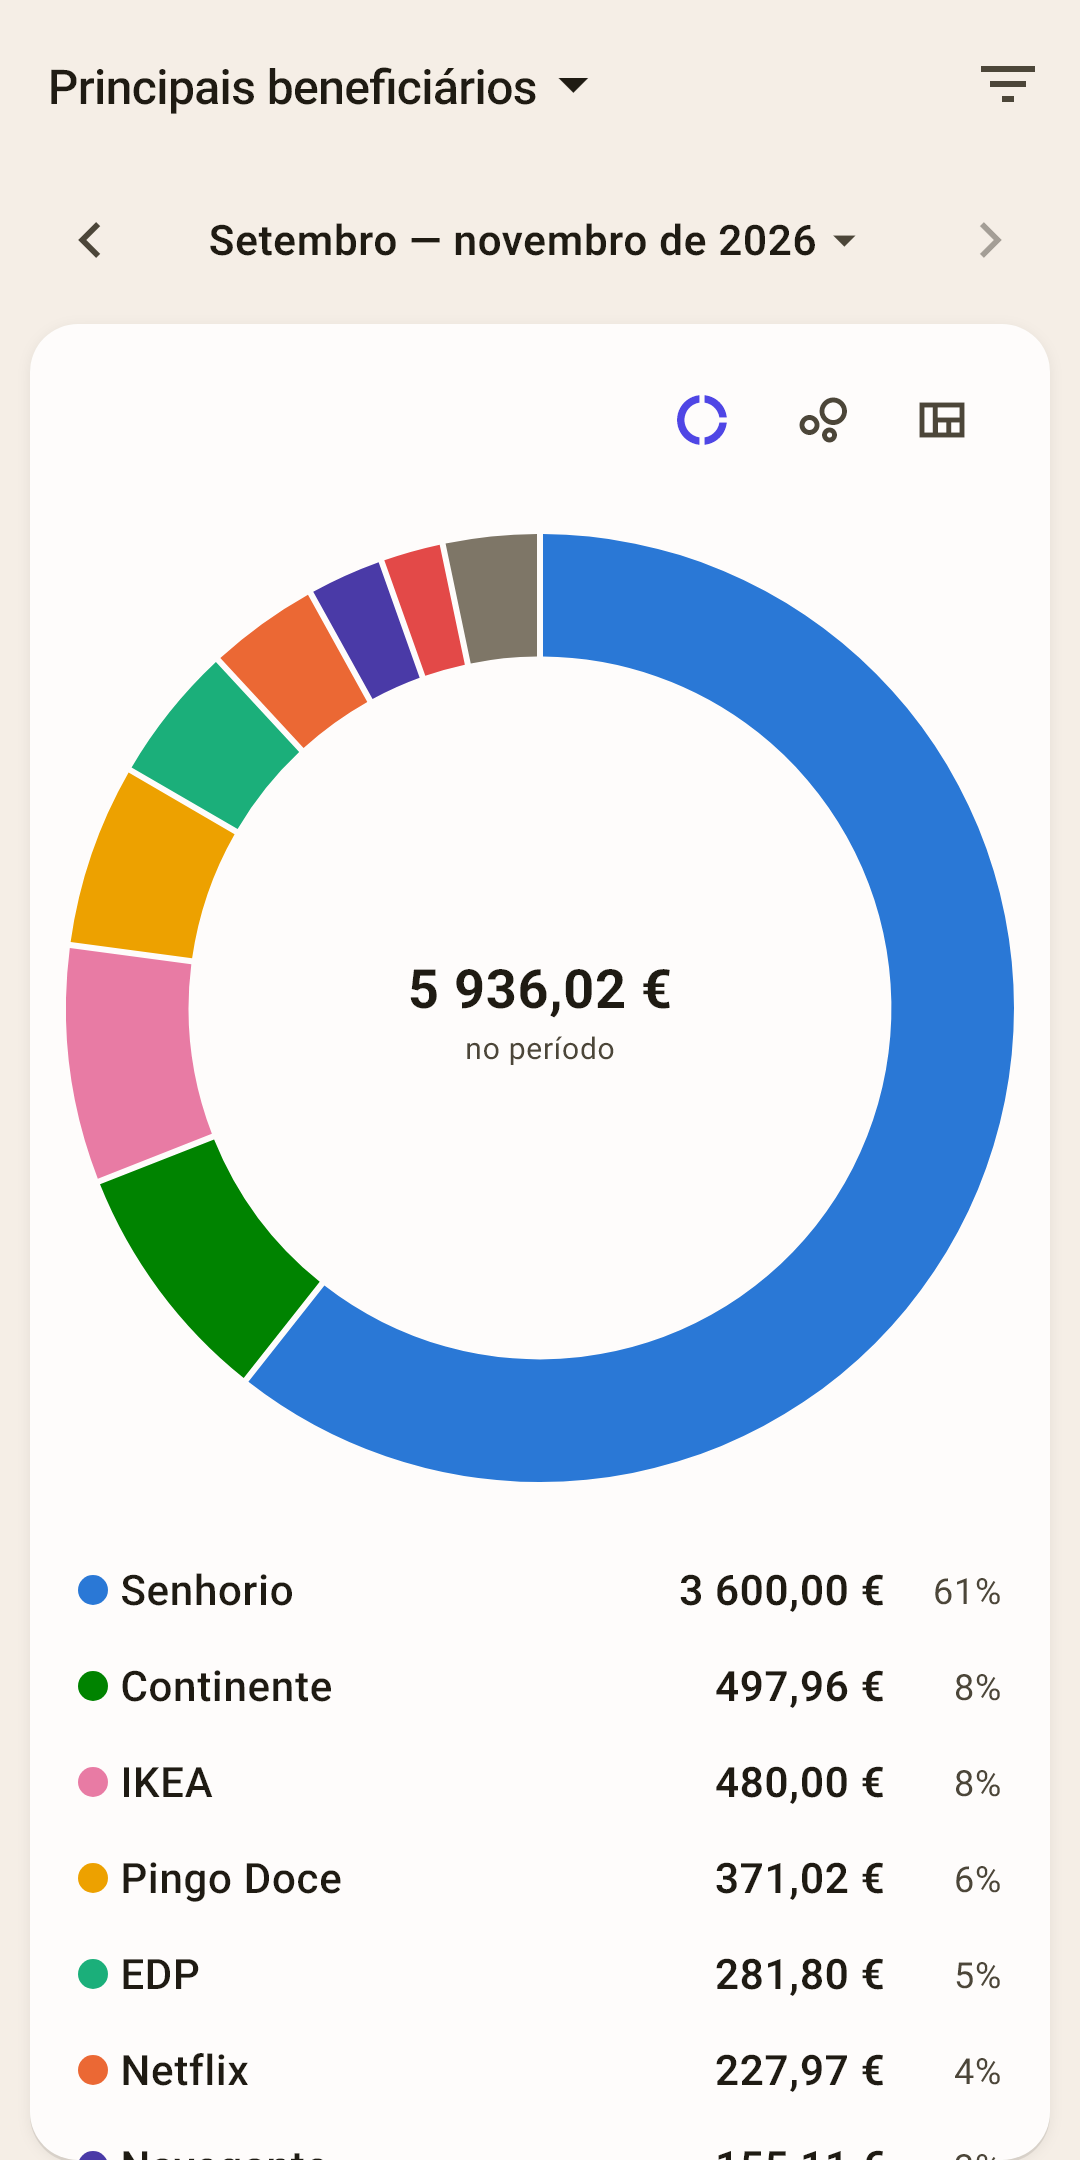 Principais beneficiários
Setembro — novembro de 2026
5 936,02 €
no período
Senhorio 3 600,00 € 61%
Continente 497,96 € 8%
IKEA 480,00 € 8%
Pingo Doce 371,02 € 6%
EDP 281,80 € 5%
Netflix 227,97 € 4%